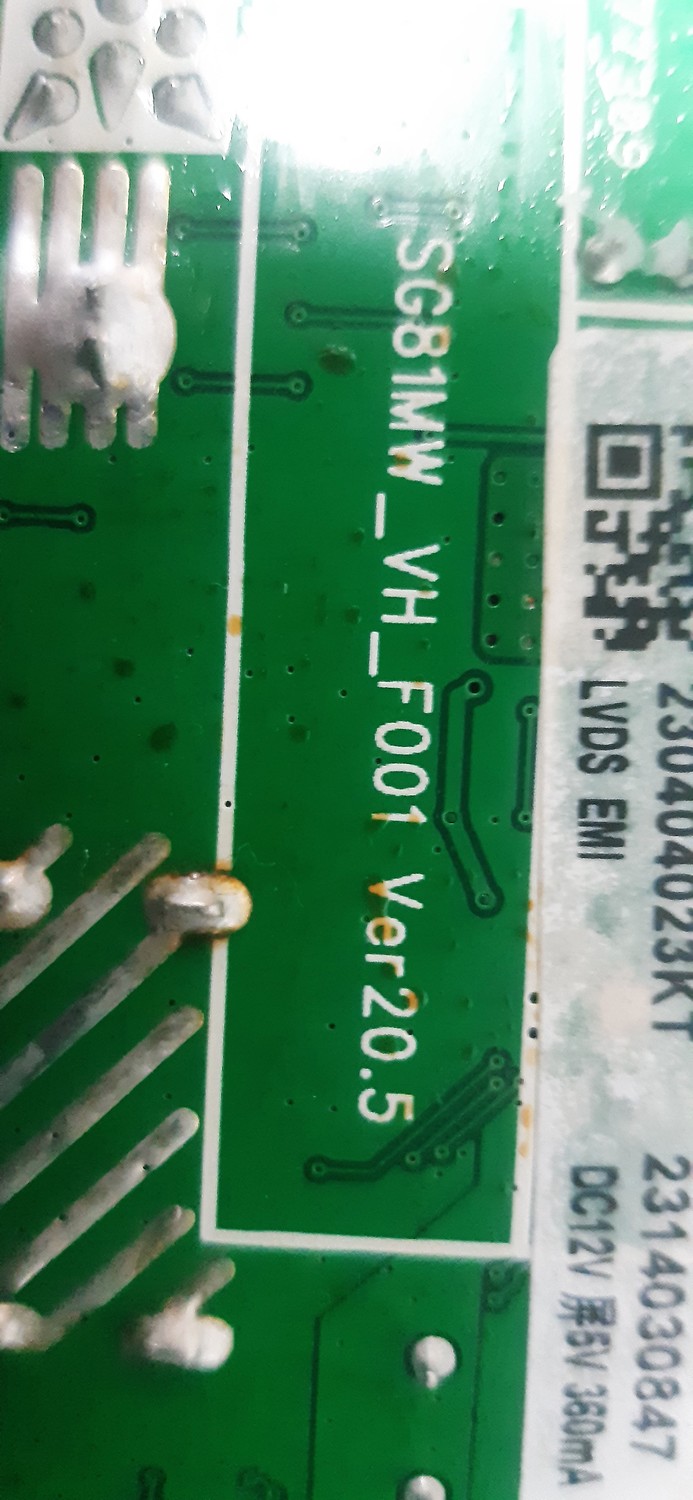 SG81MW_VH_F001 Ver20.5
230404023KT
2314030847
LVDS EMI
DC12V 屏5V 360mA